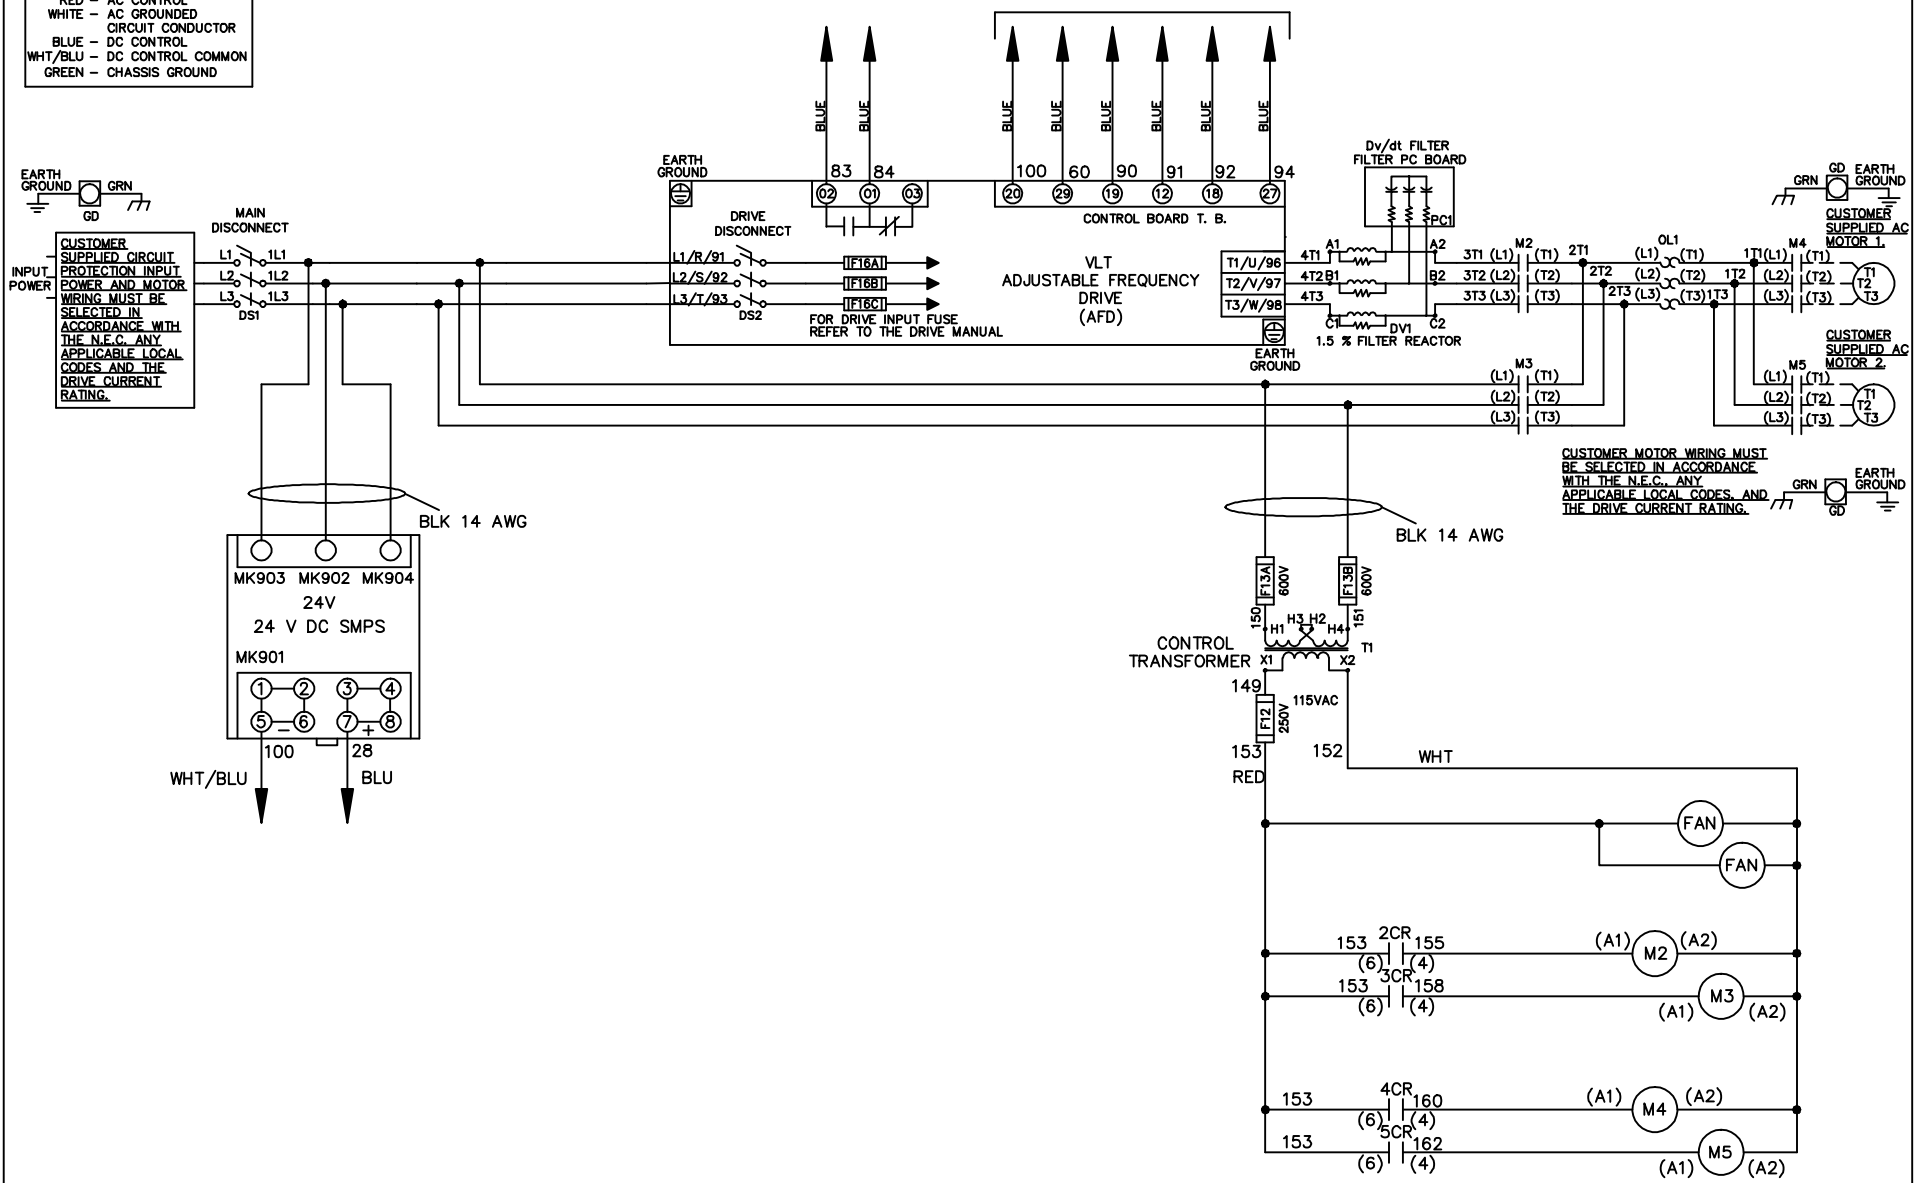 RED – AC CONTROL
WHITE – AC GROUNDED
CIRCUIT CONDUCTOR
BLUE – DC CONTROL
WHT/BLU – DC CONTROL COMMON
GREEN – CHASSIS GROUND
BLUE
BLUE
BLUE
BLUE
BLUE
BLUE
BLUE
BLUE
EARTH
GROUND
GRN
GD
MAIN
DISCONNECT
INPUT
POWER
CUSTOMER
SUPPLIED CIRCUIT
PROTECTION INPUT
POWER AND MOTOR
WIRING MUST BE
SELECTED IN
ACCORDANCE WITH
THE N.E.C. ANY
APPLICABLE LOCAL
CODES AND THE
DRIVE CURRENT
RATING.
L1 1L1
L2 1L2
L3 1L3
DS1
EARTH
GROUND
83 84
02 01 03
100 60 90 91 92 94
20 29 19 12 18 27
CONTROL BOARD T. B.
DRIVE
DISCONNECT
L1/R/91
L2/S/92
L3/T/93
DS2
F16A
F16B
F16C
FOR DRIVE INPUT FUSE
REFER TO THE DRIVE MANUAL
VLT
ADJUSTABLE FREQUENCY
DRIVE
(AFD)
T1/U/96
T2/V/97
T3/W/98
EARTH
GROUND
Dv/dt FILTER
FILTER PC BOARD
PC1
4T1 A1 A2
4T2 B1 B2
4T3 C1 C2
DV1
1.5 % FILTER REACTOR
M2
3T1 (L1) (T1) 2T1
3T2 (L2) (T2) 2T2
3T3 (L3) (T3) 2T3
OL1
(L1) (T1) 1T1
(L2) (T2) 1T2
(L3) (T3) 1T3
M4
(L1) (T1)
(L2) (T2)
(L3) (T3)
T1
T2
T3
GD
GRN
EARTH
GROUND
CUSTOMER
SUPPLIED AC
MOTOR 1.
M3
(L1) (T1)
(L2) (T2)
(L3) (T3)
CUSTOMER
SUPPLIED AC
MOTOR 2.
M5
(L1) (T1)
(L2) (T2)
(L3) (T3)
T1
T2
T3
CUSTOMER MOTOR WIRING MUST
BE SELECTED IN ACCORDANCE
WITH THE N.E.C., ANY
APPLICABLE LOCAL CODES, AND
THE DRIVE CURRENT RATING.
GRN
GD
EARTH
GROUND
BLK 14 AWG
MK903 MK902 MK904
24V
24 V DC SMPS
MK901
1 2 3 4
5 – 6 7 + 8
100 28
WHT/BLU BLU
BLK 14 AWG
F13A 600V
F13B 600V
150 151
H1 H3 H2 H4
CONTROL
TRANSFORMER
X1 X2 T1
149
115VAC
F12 250V
153 152
RED
WHT
FAN
FAN
153 2CR 155 (A1) M2 (A2)
(6) (4)
153 3CR 158 M3
(6) (4) (A1) (A2)
153 4CR 160 (A1) M4 (A2)
(6) (4)
153 5CR 162 M5
(6) (4) (A1) (A2)